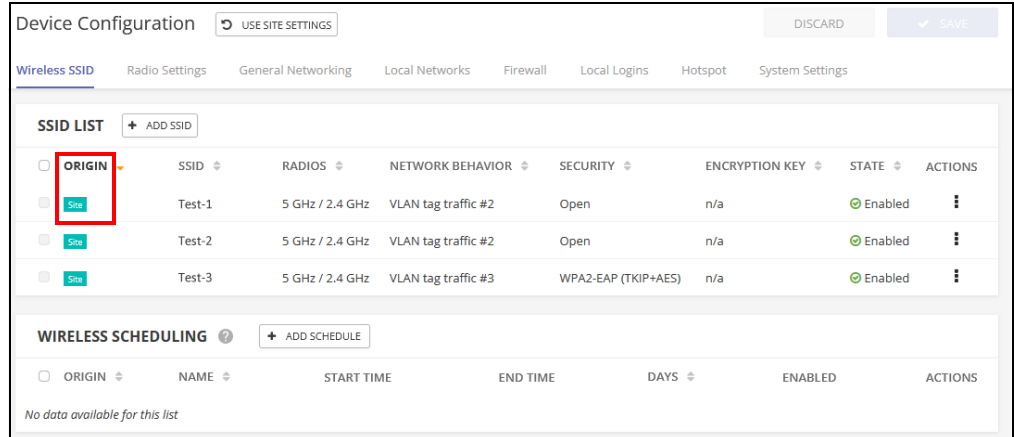 Device Configuration USE SITE SETTINGS DISCARD SAVE
Wireless SSID Radio Settings General Networking Local Networks Firewall Local Logins Hotspot System Settings
SSID LIST + ADD SSID
ORIGIN SSID RADIOS NETWORK BEHAVIOR SECURITY ENCRYPTION KEY STATE ACTIONS
Site Test-1 5 GHz / 2.4 GHz VLAN tag traffic #2 Open n/a Enabled
Site Test-2 5 GHz / 2.4 GHz VLAN tag traffic #2 Open n/a Enabled
Site Test-3 5 GHz / 2.4 GHz VLAN tag traffic #3 WPA2-EAP (TKIP+AES) n/a Enabled
WIRELESS SCHEDULING ? + ADD SCHEDULE
ORIGIN NAME START TIME END TIME DAYS ENABLED ACTIONS
No data available for this list